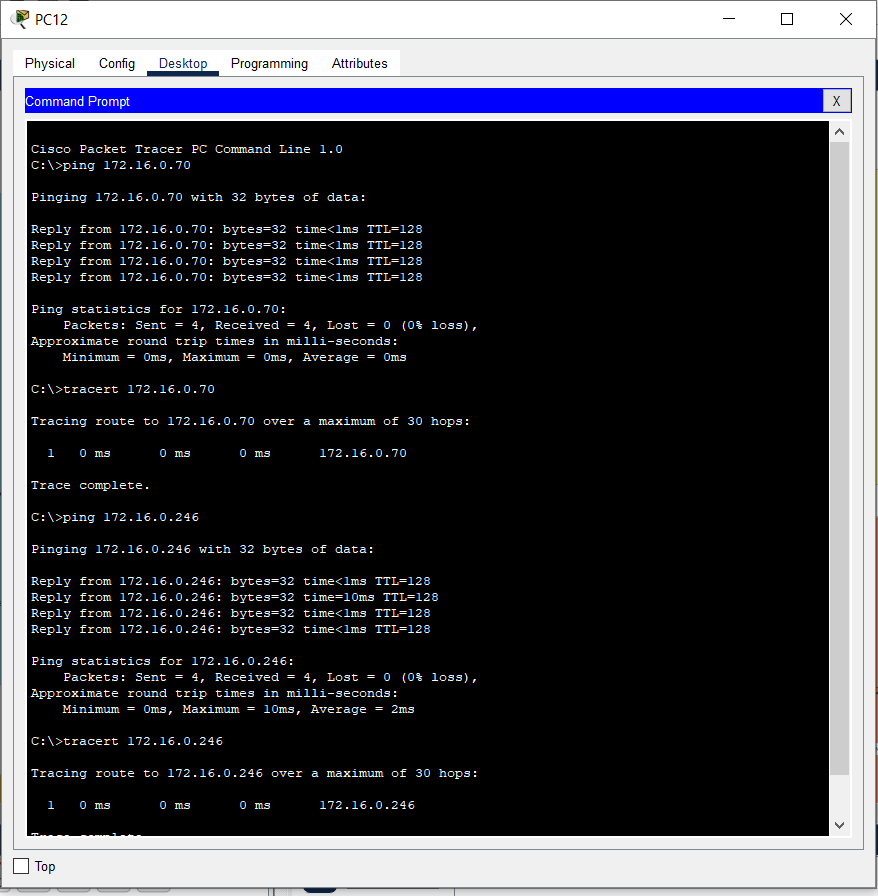 PC12
Physical Config Desktop Programming Attributes
Command Prompt
X
Cisco Packet Tracer PC Command Line 1.0
C:\>ping 172.16.0.70
Pinging 172.16.0.70 with 32 bytes of data:
Reply from 172.16.0.70: bytes=32 time<1ms TTL=128
Reply from 172.16.0.70: bytes=32 time<1ms TTL=128
Reply from 172.16.0.70: bytes=32 time<1ms TTL=128
Reply from 172.16.0.70: bytes=32 time<1ms TTL=128
Ping statistics for 172.16.0.70:
Packets: Sent = 4, Received = 4, Lost = 0 (0% loss),
Approximate round trip times in milli-seconds:
Minimum = 0ms, Maximum = 0ms, Average = 0ms
C:\>tracert 172.16.0.70
Tracing route to 172.16.0.70 over a maximum of 30 hops:
1 0 ms 0 ms 0 ms 172.16.0.70
Trace complete.
C:\>ping 172.16.0.246
Pinging 172.16.0.246 with 32 bytes of data:
Reply from 172.16.0.246: bytes=32 time<1ms TTL=128
Reply from 172.16.0.246: bytes=32 time=10ms TTL=128
Reply from 172.16.0.246: bytes=32 time<1ms TTL=128
Reply from 172.16.0.246: bytes=32 time<1ms TTL=128
Ping statistics for 172.16.0.246:
Packets: Sent = 4, Received = 4, Lost = 0 (0% loss),
Approximate round trip times in milli-seconds:
Minimum = 0ms, Maximum = 10ms, Average = 2ms
C:\>tracert 172.16.0.246
Tracing route to 172.16.0.246 over a maximum of 30 hops:
1 0 ms 0 ms 0 ms 172.16.0.246
Trace complete.
Top